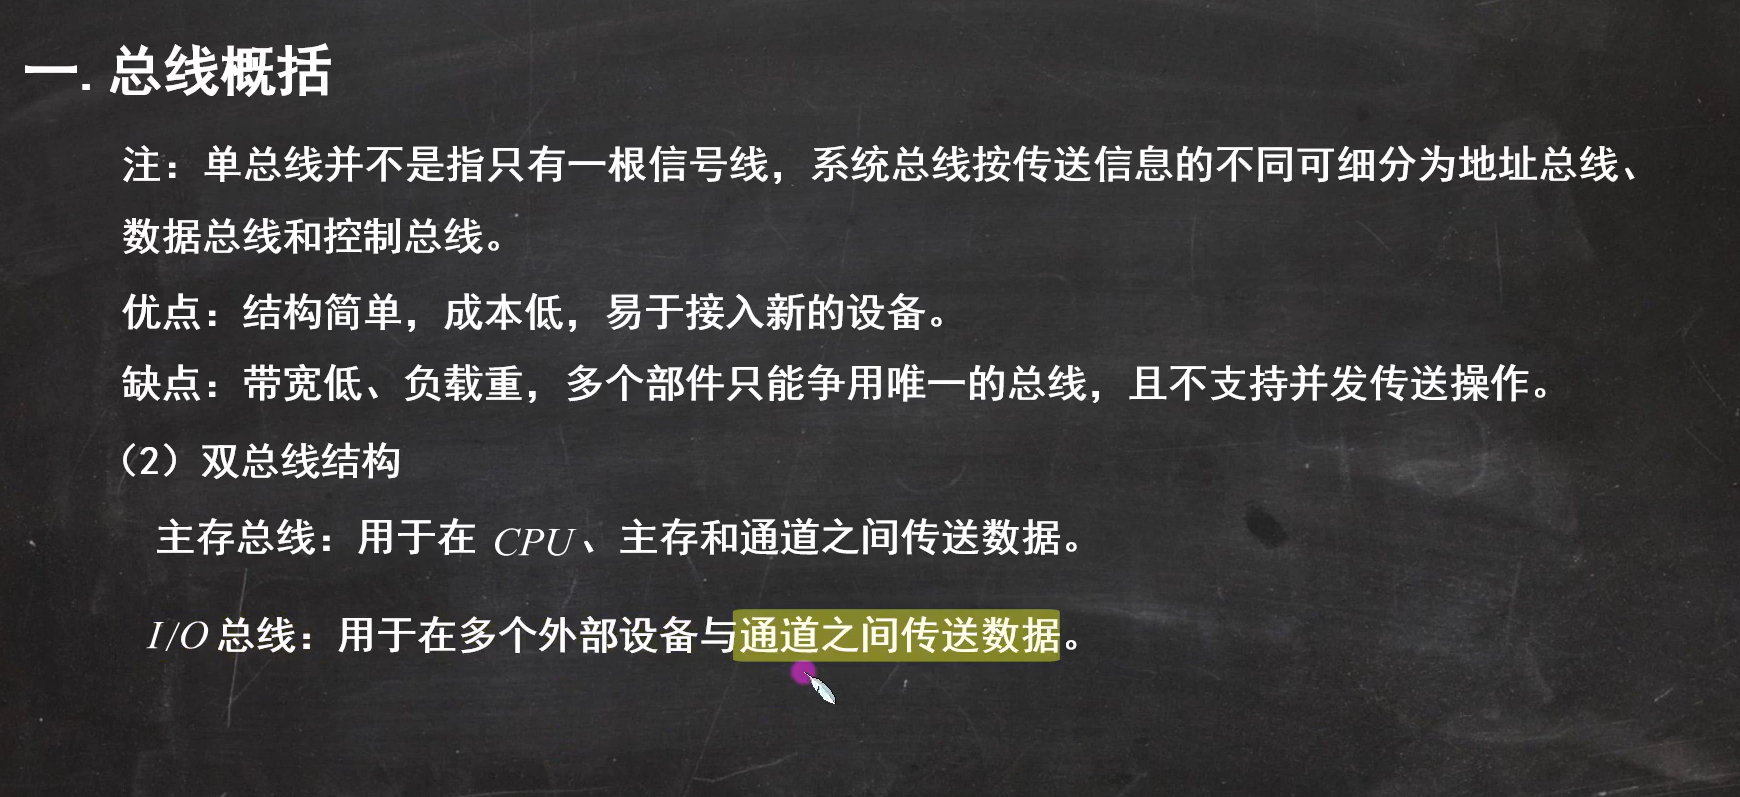 一. 总线概括
注：单总线并不是指只有一根信号线，系统总线按传送信息的不同可细分为地址总线、
数据总线和控制总线。
优点：结构简单，成本低，易于接入新的设备。
缺点：带宽低、负载重，多个部件只能争用唯一的总线，且不支持并发传送操作。
（2）双总线结构
主存总线：用于在 CPU、主存和通道之间传送数据。
I/O 总线：用于在多个外部设备与通道之间传送数据。